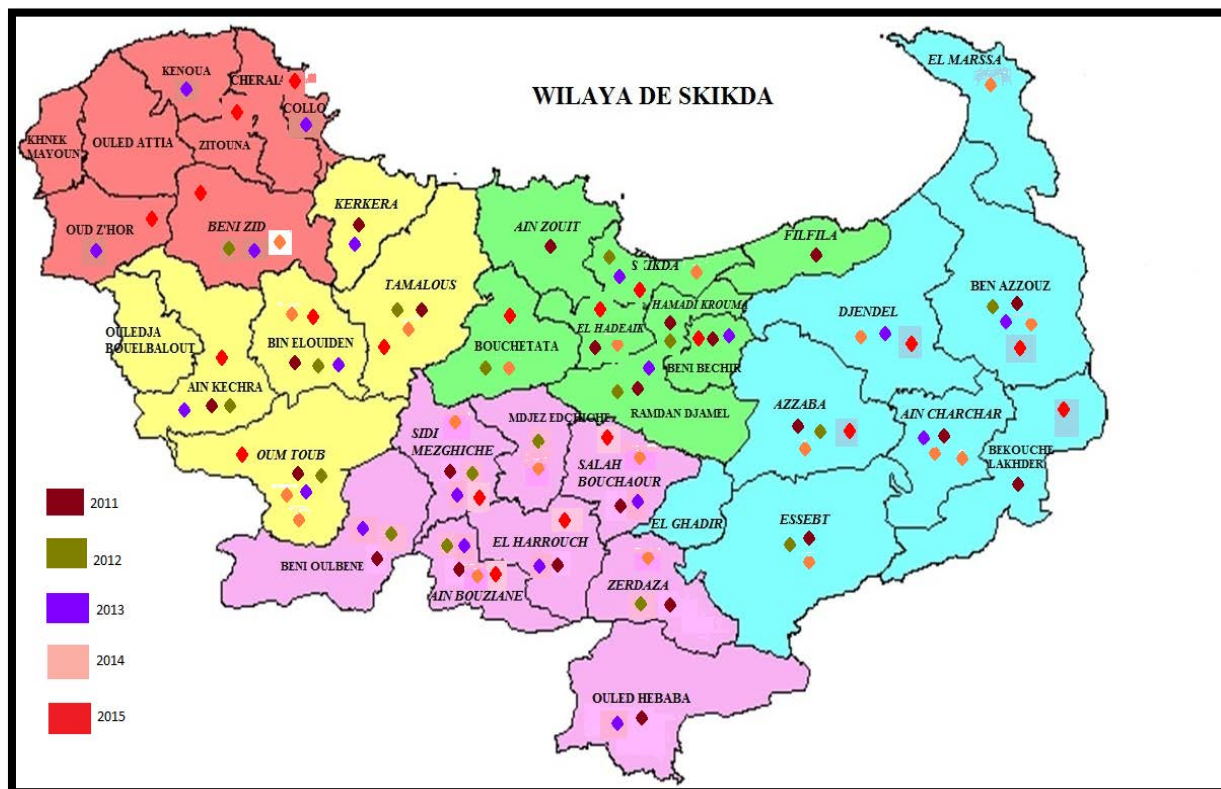 EL MARSSA
WILAYA DE SKIKDA
KENOUA
CHERAIA
COLLO
KHNEK
MAYOUN
OULED ATTIA
ZITOUNA
OUD Z'HOR
BENI ZID
KERKERA
AIN ZOUIT
FILFILA
SKIKDA
TAMALOUS
BEN AZZOUZ
HAMADI KROUMA
DJENDEL
OULEDJA
BOUELBALOUT
BIN ELOUIDEN
EL HADEAIK
BOUCHETATA
BENI BECHIR
AIN KECHRA
RAMDAN DJAMEL
AZZABA
AIN CHARCHAR
MDJEZ EDCHICHE
SIDI
MEZGHICHE
BEKOUCHE
LAKHDER
OUM TOUB
SALAH
BOUCHAOUR
2011
EL GHADIR
ESSEBT
EL HARROUCH
2012
BENI OULBENE
ZERDAZA
AIN BOUZIANE
2013
2014
OULED HEBABA
2015